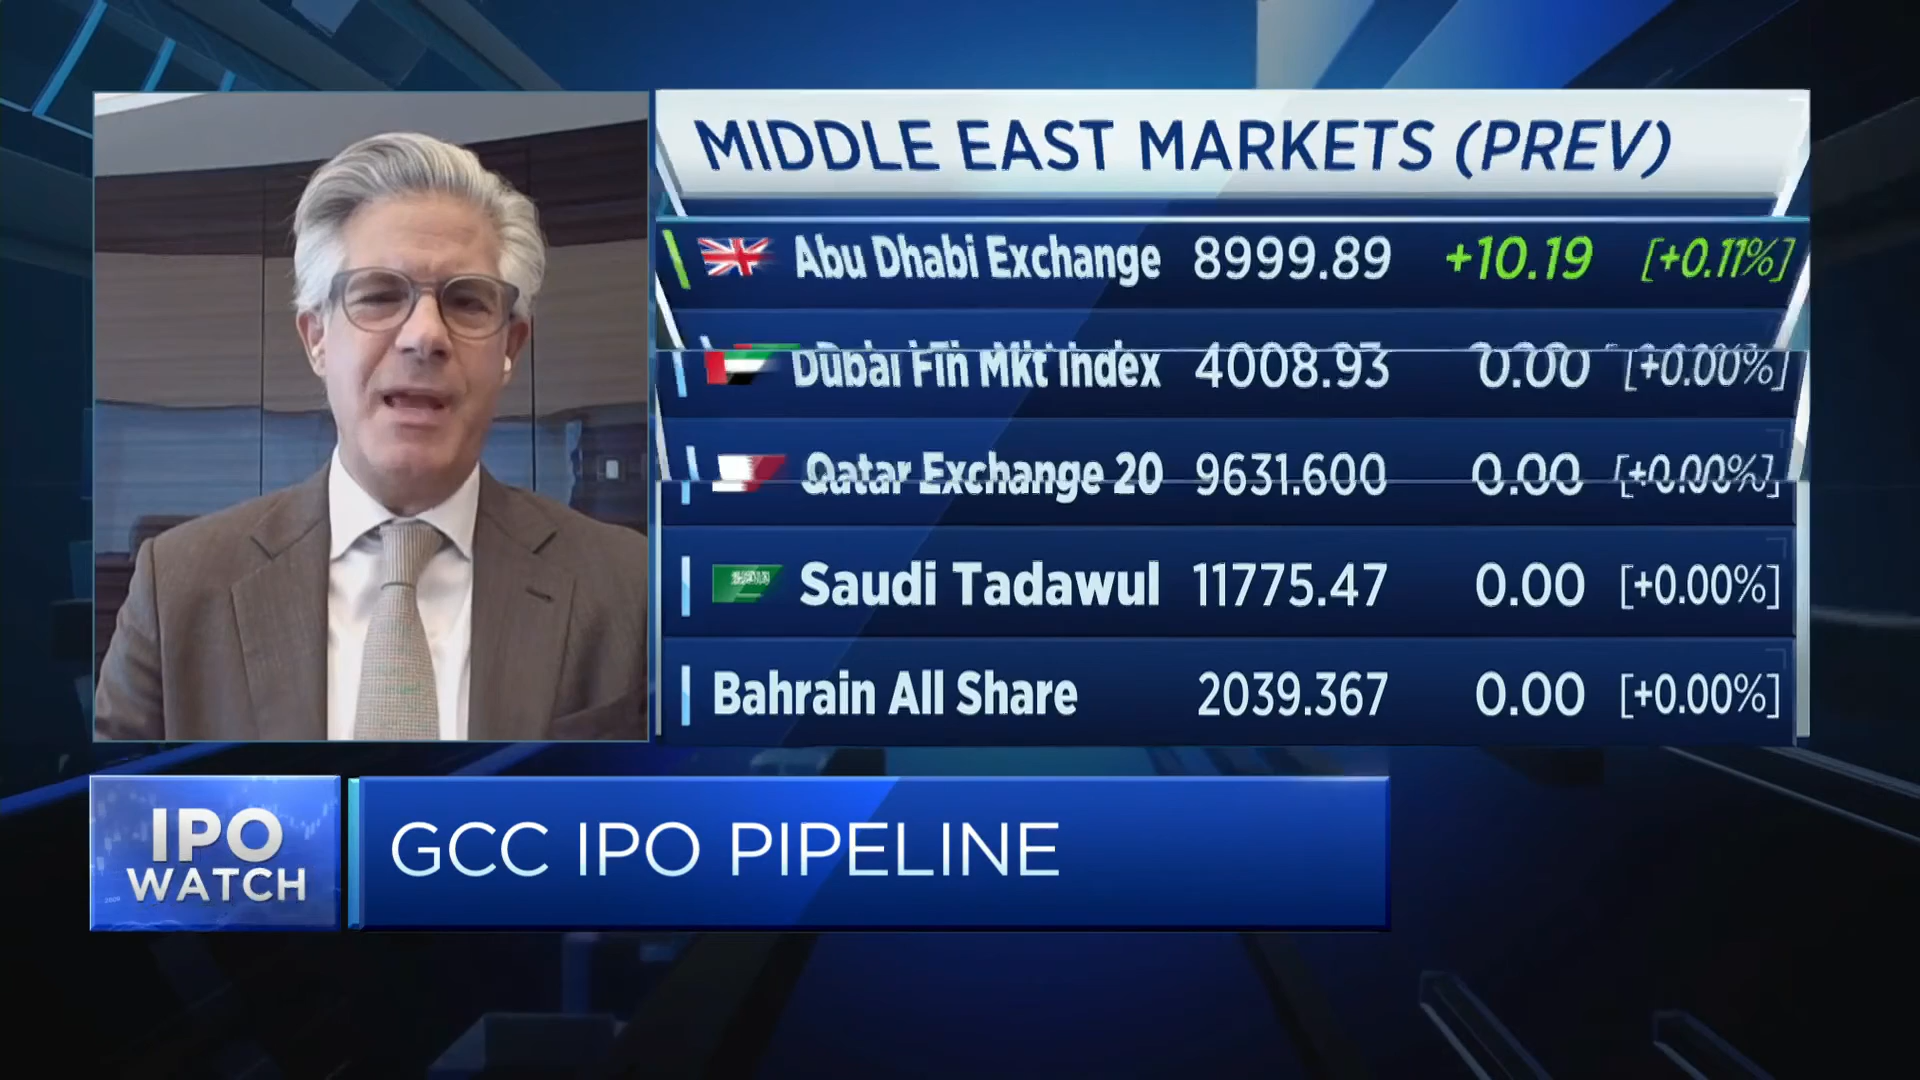 MIDDLE EAST MARKETS (PREV)
Abu Dhabi Exchange 8999.89 +10.19 [+0.11%]
Dubai Fin Mkt Index 4008.93 0.00 [+0.00%]
Qatar Exchange 20 9631.600 0.00 [+0.00%]
Saudi Tadawul 11775.47 0.00 [+0.00%]
Bahrain All Share 2039.367 0.00 [+0.00%]
IPO
WATCH
GCC IPO PIPELINE